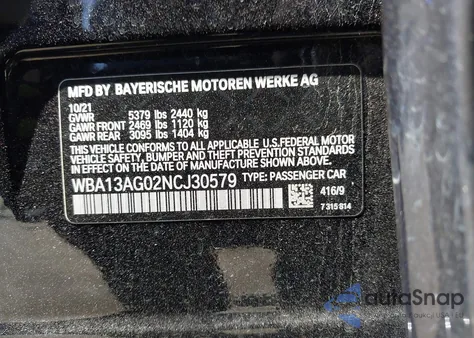 MFD BY BAYERISCHE MOTOREN WERKE AG
10/21
GVWR 5379 lbs 2440 kg
GAWR FRONT 2469 lbs 1120 kg
GAWR REAR 3095 lbs 1404 kg
THIS VEHICLE CONFORMS TO ALL APPLICABLE U.S.FEDERAL MOTOR
VEHICLE SAFETY, BUMPER AND THEFT PREVENTION STANDARDS
IN EFFECT ON THE DATE OF MANUFACTURE SHOWN ABOVE.
WBA13AG02NCJ30579 TYPE: PASSENGER CAR
416/9
7 315 814
autoSnap